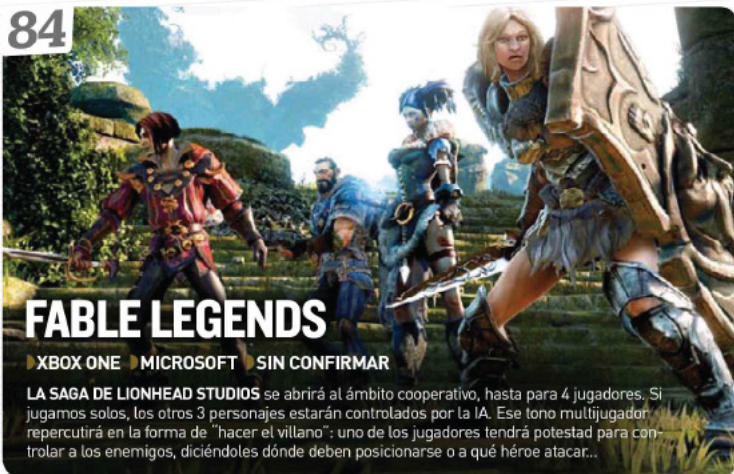 84
FABLE LEGENDS
XBOX ONE MICROSOFT SIN CONFIRMAR
LA SAGA DE LIONHEAD STUDIOS se abrirá al ámbito cooperativo, hasta para 4 jugadores. Si
jugamos solos, los otros 3 personajes estarán controlados por la IA. Ese tono multijugador
repercutirá en la forma de "hacer el villano": uno de los jugadores tendrá potestad para con-
trolar a los enemigos, diciéndoles dónde deben posicionarse o a qué héroe atacar...